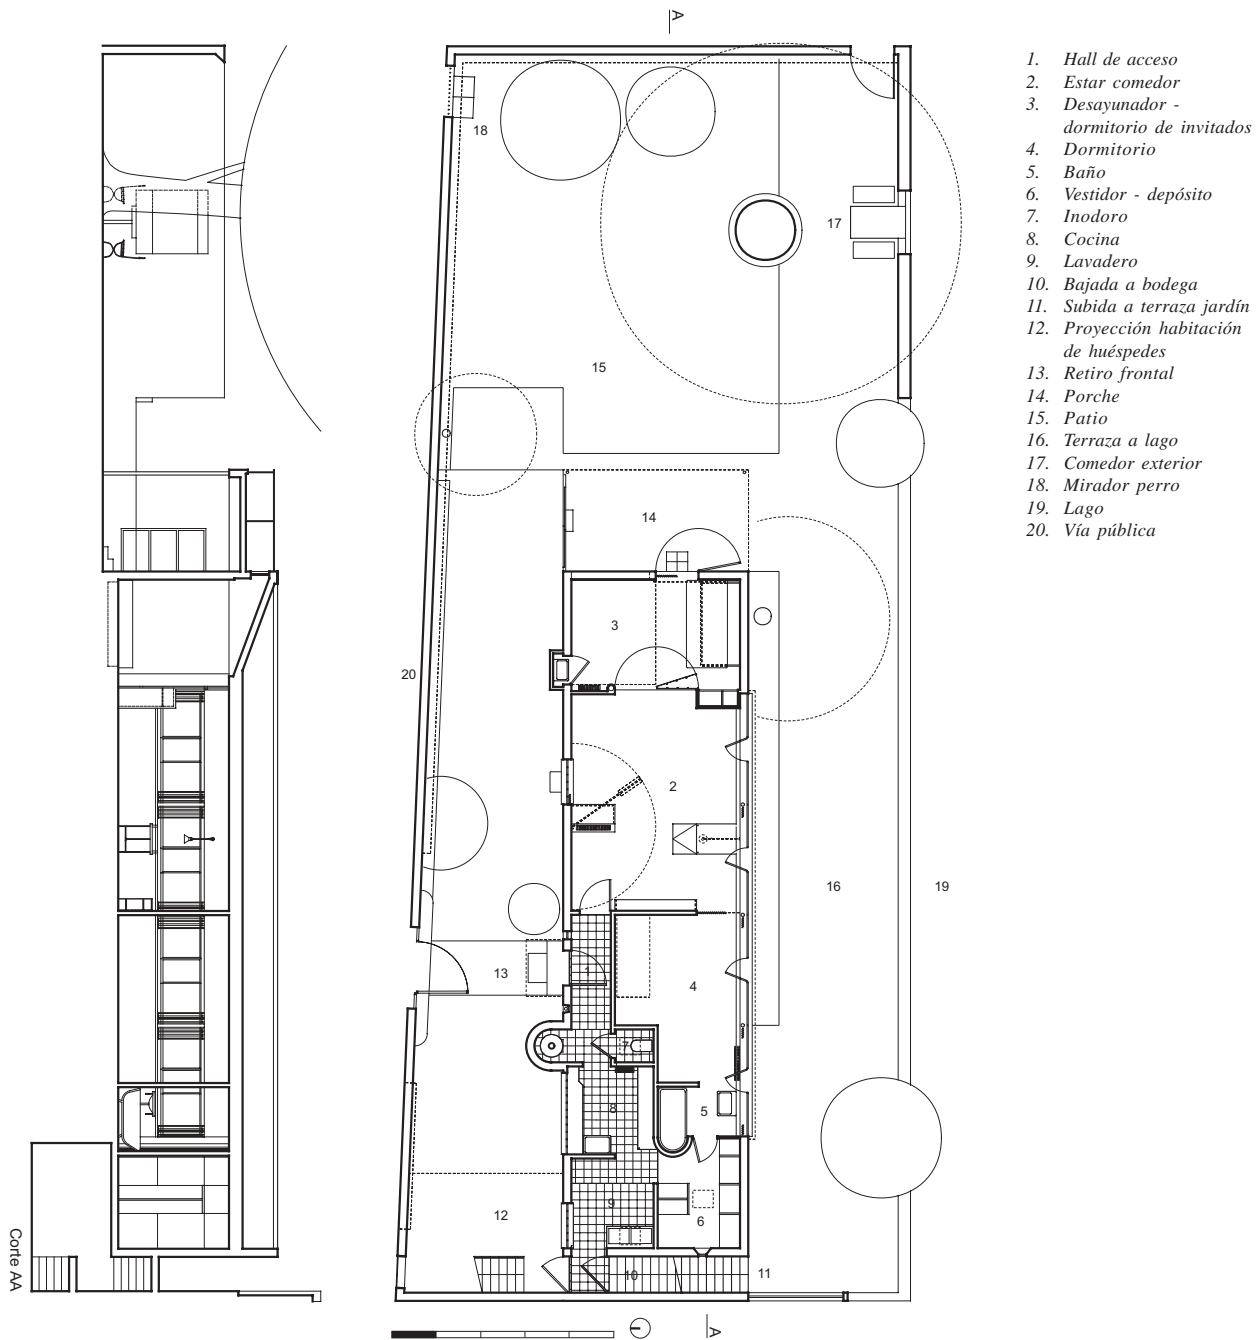 A
1. Hall de acceso
2. Estar comedor
3. Desayunador -
dormitorio de invitados
4. Dormitorio
5. Baño
6. Vestidor - depósito
7. Inodoro
8. Cocina
9. Lavadero
10. Bajada a bodega
11. Subida a terraza jardín
12. Proyección habitación
de huéspedes
13. Retiro frontal
14. Porche
15. Patio
16. Terraza a lago
17. Comedor exterior
18. Mirador perro
19. Lago
20. Vía pública
18
17
15
14
3
20
2
16
19
1
13
4
7
5
8
9
12
6
10
11
Corte AA
A